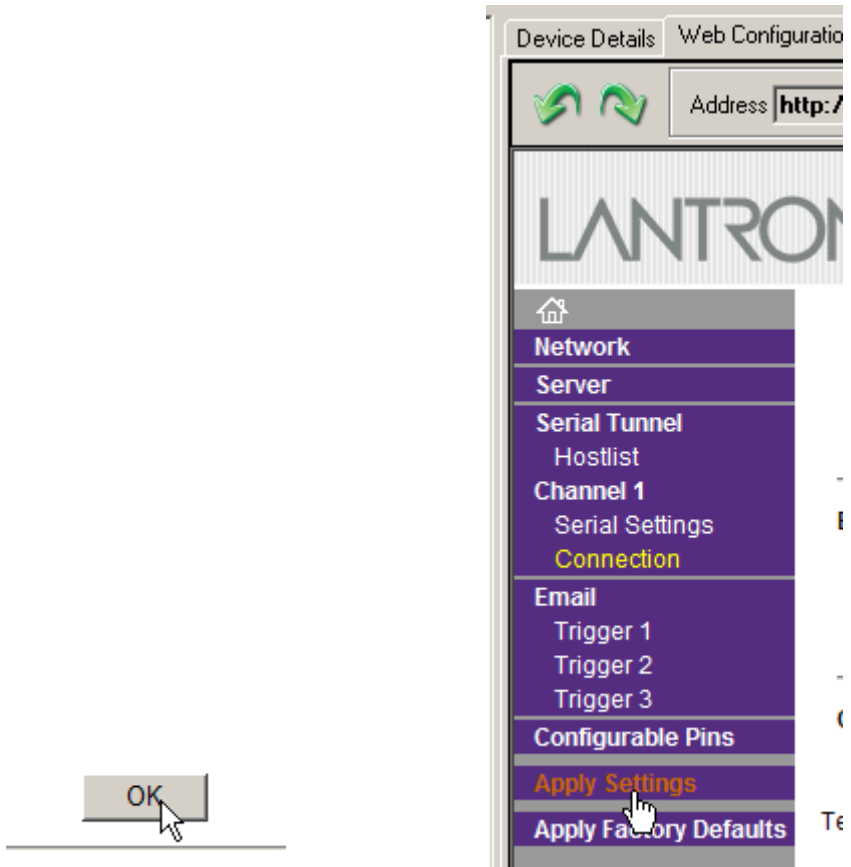 Device Details Web Configuratio
Address http:/
LANTRON
Network
Server
Serial Tunnel
Hostlist
Channel 1
Serial Settings
Connection
Email
Trigger 1
Trigger 2
Trigger 3
Configurable Pins
Apply Settings
Apply Factory Defaults
OK